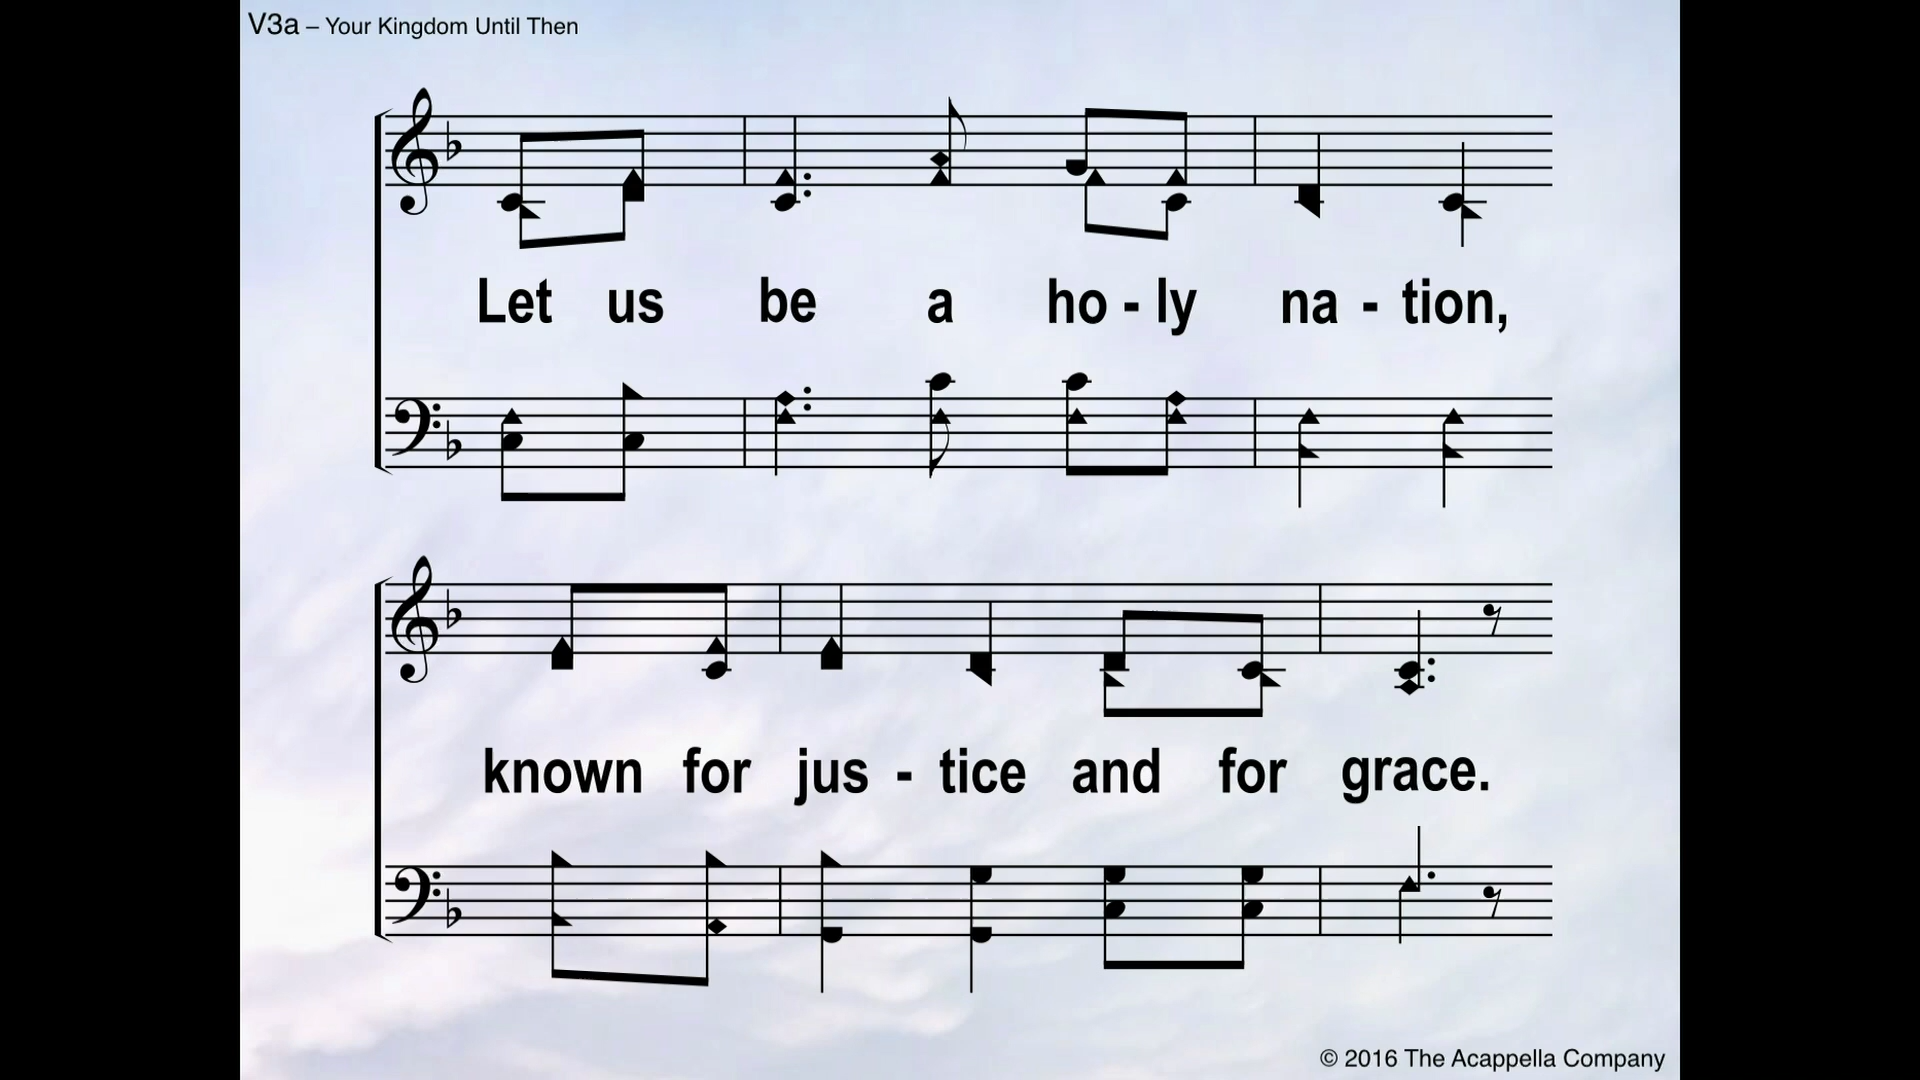 V3a – Your Kingdom Until Then
Let us be a ho - ly na - tion,
known for jus - tice and for grace.
© 2016 The Acappella Company